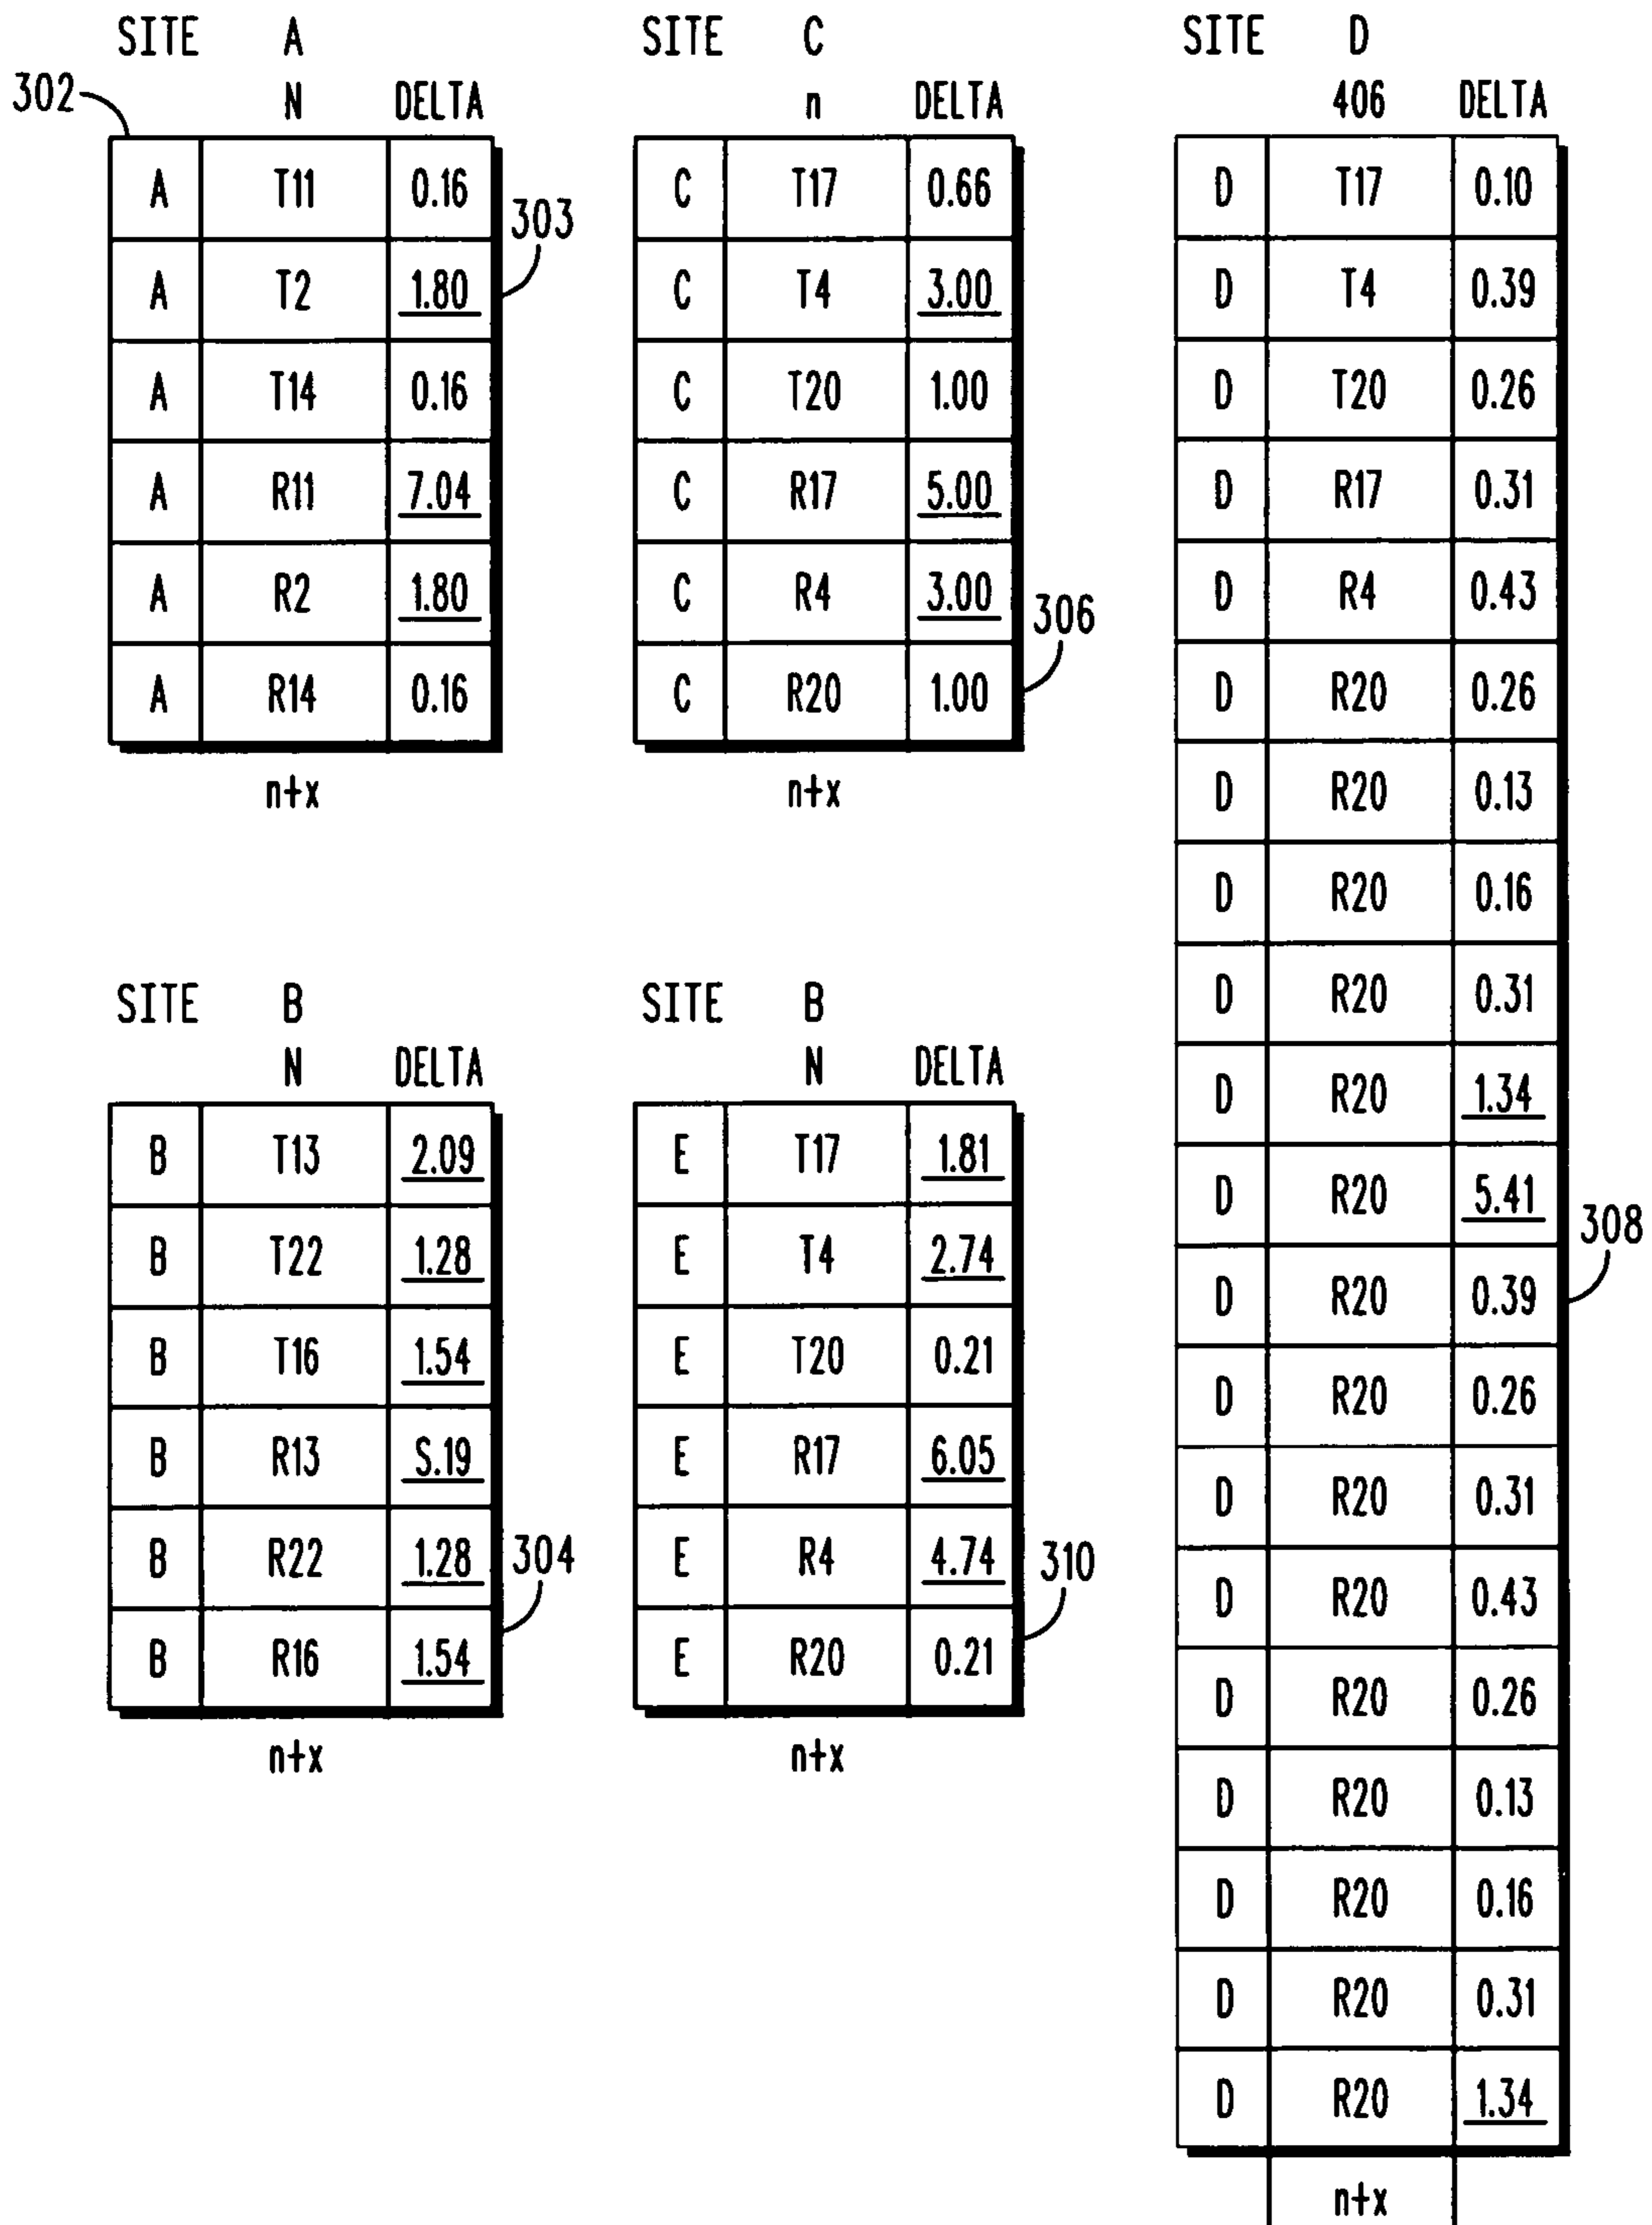 SITE A
302 N DELTA
A T11 0.16
303
A T2 1.80
A T14 0.16
A R11 7.04
A R2 1.80
A R14 0.16
n+x
SITE C
n DELTA
C T17 0.66
C T4 3.00
C T20 1.00
C R17 5.00
C R4 3.00
306
C R20 1.00
n+x
SITE B
N DELTA
B T13 2.09
B T22 1.28
B T16 1.54
B R13 S.19
B R22 1.28
304
B R16 1.54
n+x
SITE B
N DELTA
E T17 1.81
E T4 2.74
E T20 0.21
E R17 6.05
E R4 4.74
310
E R20 0.21
n+x
SITE D
406 DELTA
D T17 0.10
D T4 0.39
D T20 0.26
D R17 0.31
D R4 0.43
D R20 0.26
D R20 0.13
D R20 0.16
D R20 0.31
D R20 1.34
D R20 5.41
308
D R20 0.39
D R20 0.26
D R20 0.31
D R20 0.43
D R20 0.26
D R20 0.13
D R20 0.16
D R20 0.31
D R20 1.34
n+x